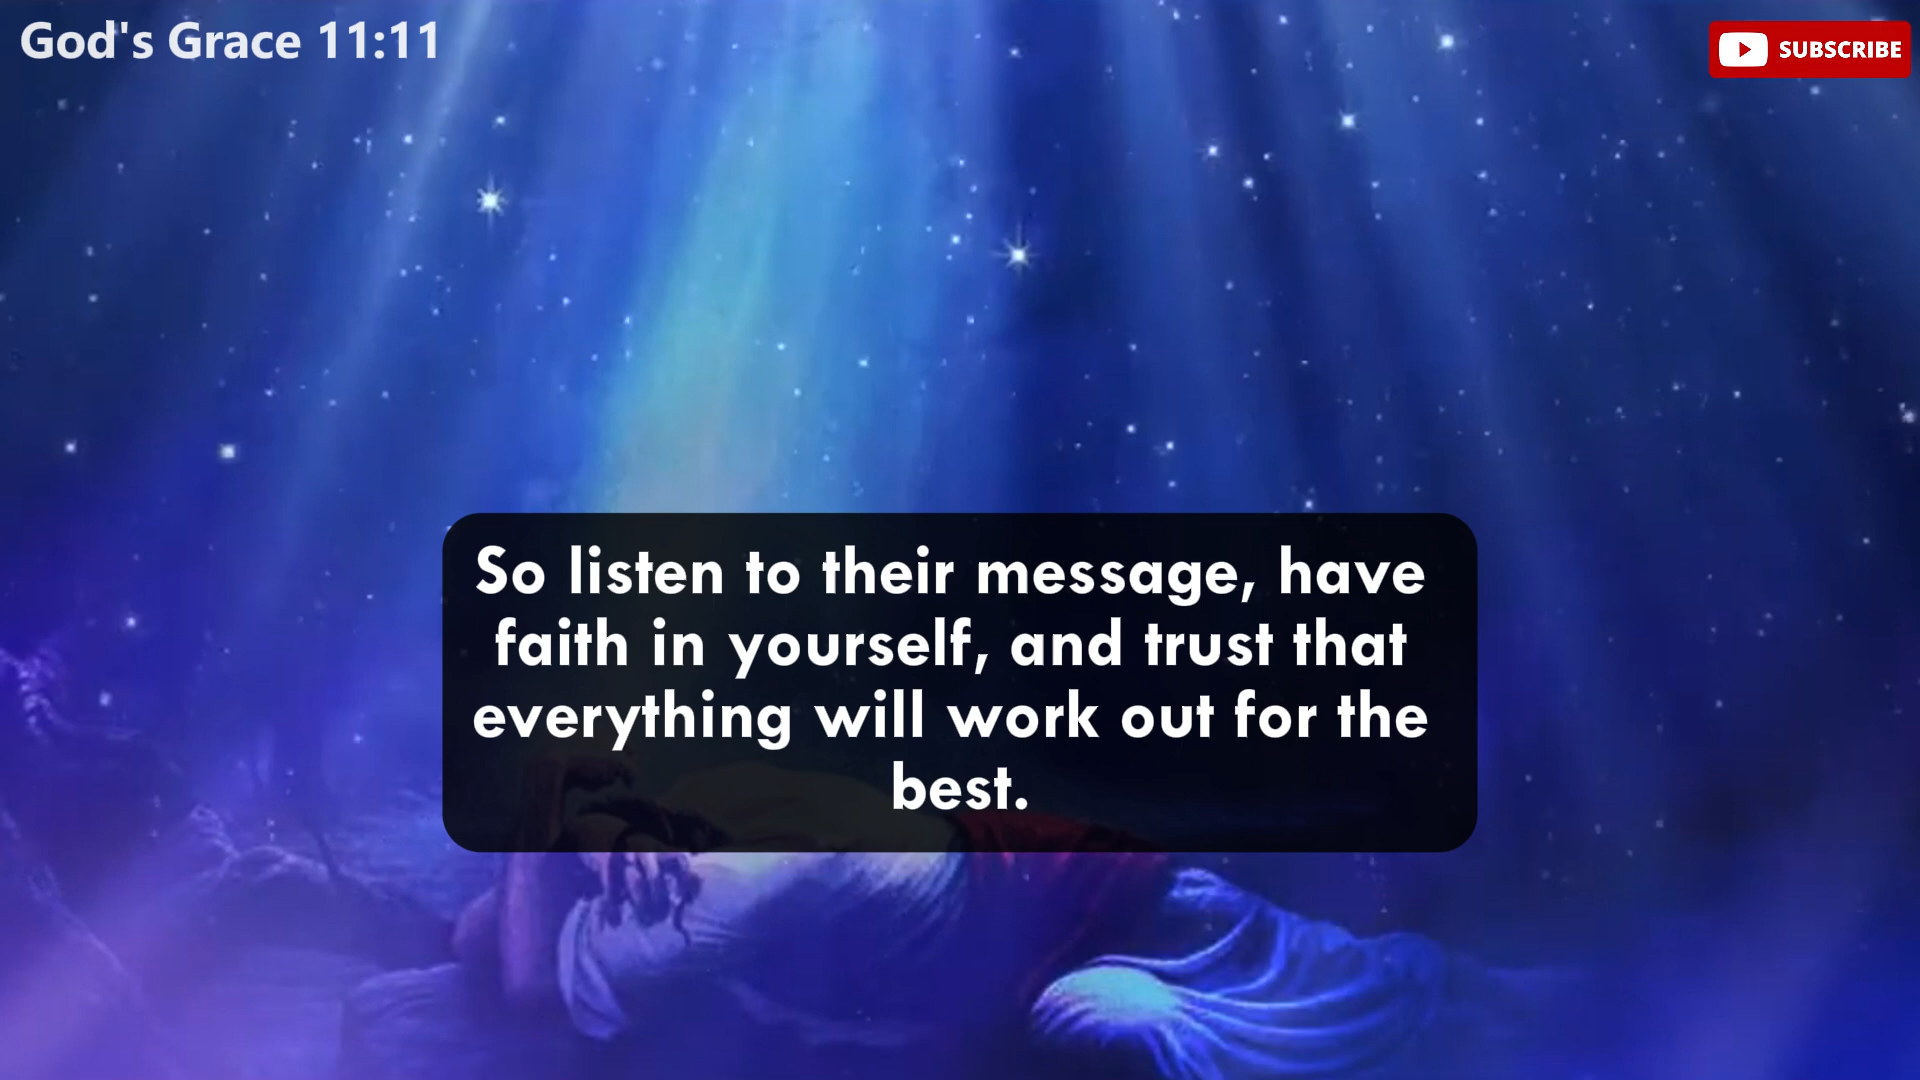 God's Grace 11:11
SUBSCRIBE
So listen to their message, have
faith in yourself, and trust that
everything will work out for the
best.